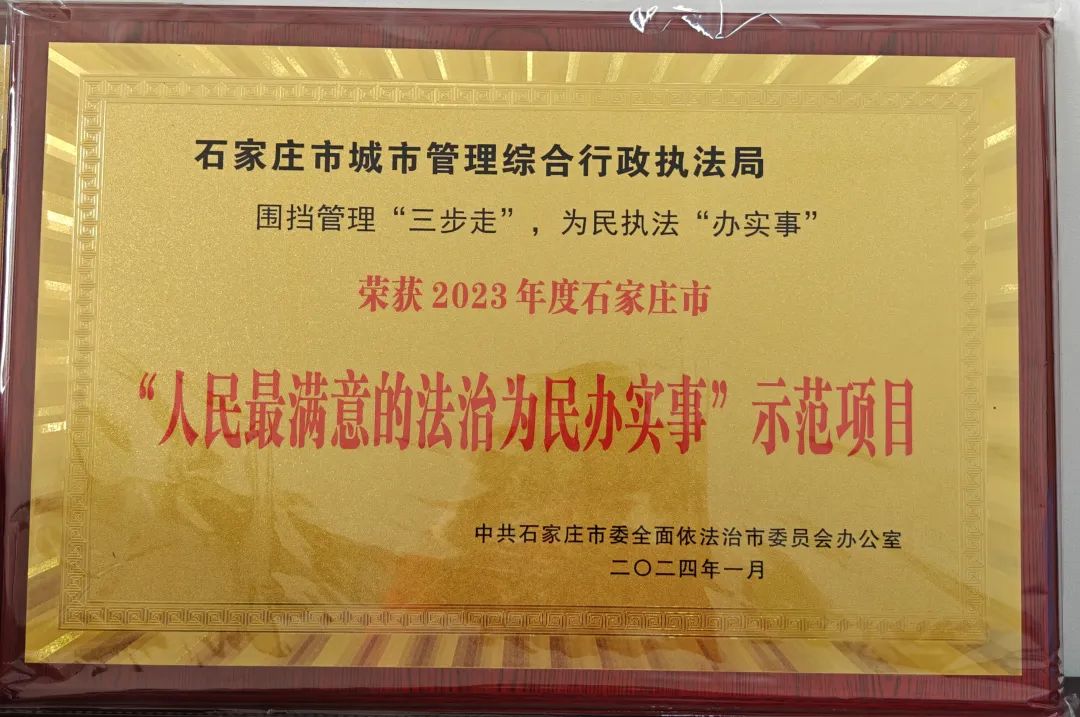 石家庄市城市管理综合行政执法局
围挡管理“三步走”，为民执法“办实事”
荣获2023年度石家庄市
“人民最满意的法治为民办实事”示范项目
中共石家庄市委全面依法治市委员会办公室
二〇二四年一月